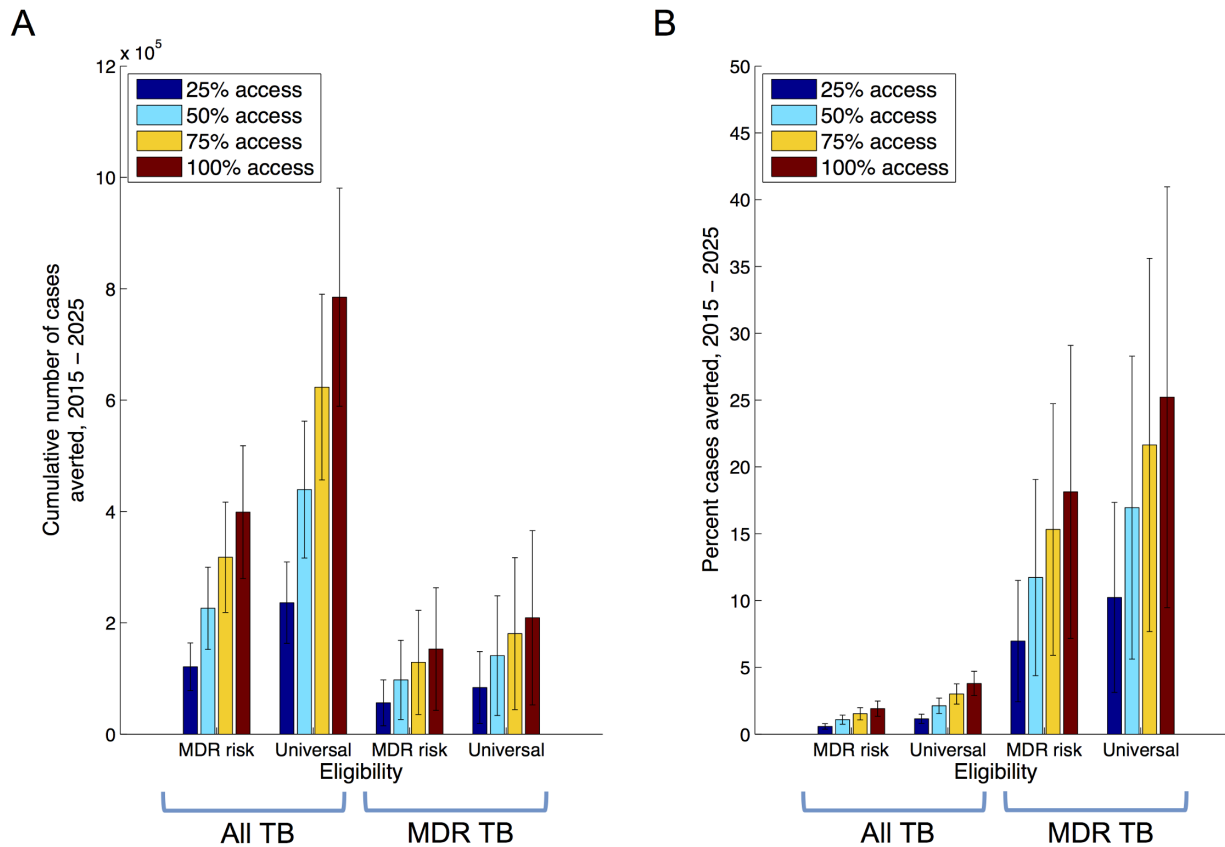 A
x 10⁵
12
10
8
6
4
2
0
25% access
50% access
75% access
100% access
Cumulative number of cases
averted, 2015 – 2025
MDR risk Universal MDR risk Universal
Eligibility
All TB MDR TB
B
50
45
40
35
30
25
20
15
10
5
0
25% access
50% access
75% access
100% access
Percent cases averted, 2015 – 2025
MDR risk Universal MDR risk Universal
Eligibility
All TB MDR TB